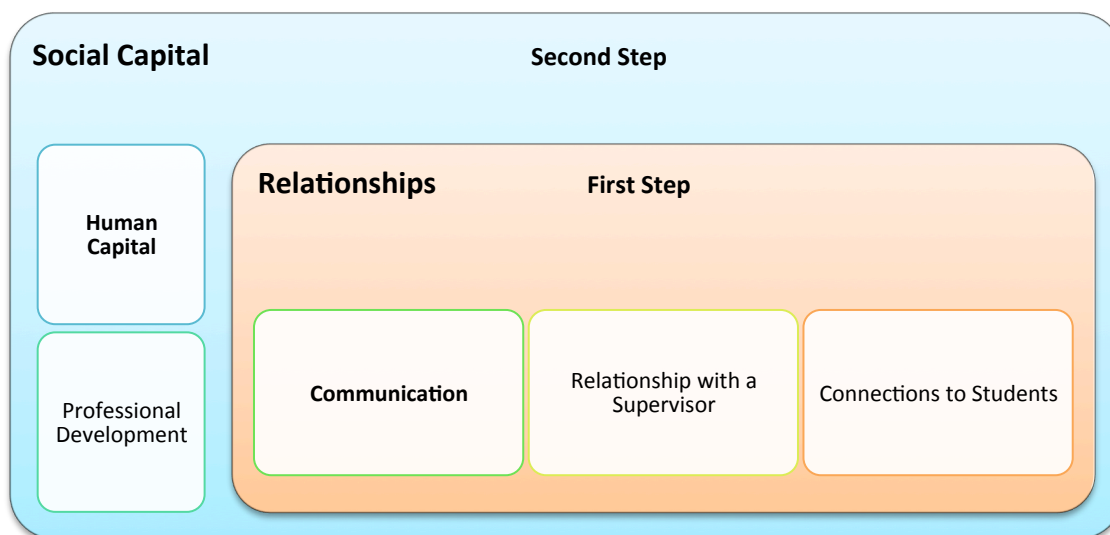 Social Capital
Second Step
Human
Capital
Professional
Development
Relationships
First Step
Communication
Relationship with a
Supervisor
Connections to Students